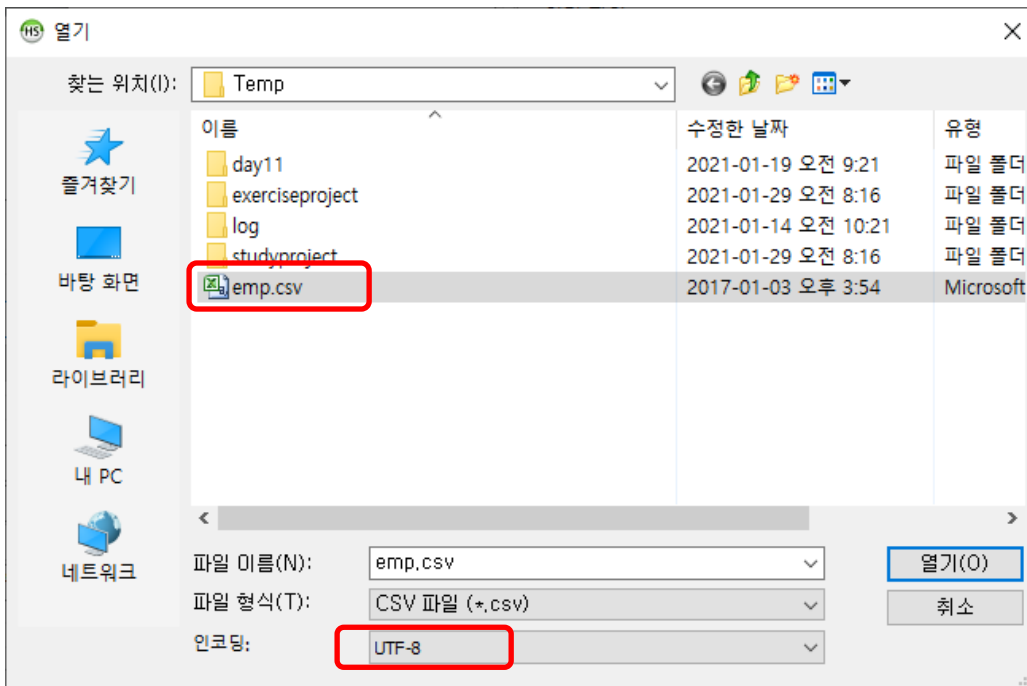 HS 열기
찾는 위치(I): Temp
이름 수정한 날짜 유형
day11 2021-01-19 오전 9:21 파일 폴더
exerciseproject 2021-01-29 오전 8:16 파일 폴더
log 2021-01-14 오전 10:21 파일 폴더
studyproject 2021-01-29 오전 8:16 파일 폴더
emp.csv 2017-01-03 오후 3:54 Microsoft
즐겨찾기
바탕 화면
라이브러리
내 PC
네트워크
파일 이름(N): emp.csv 열기(O)
파일 형식(T): CSV 파일 (*.csv) 취소
인코딩: UTF-8